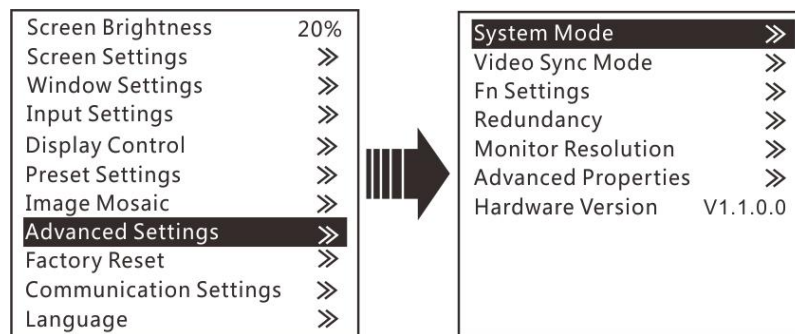 Screen Brightness 20%
Screen Settings
Window Settings
Input Settings
Display Control
Preset Settings
Image Mosaic
Advanced Settings
Factory Reset
Communication Settings
Language
System Mode
Video Sync Mode
Fn Settings
Redundancy
Monitor Resolution
Advanced Properties
Hardware Version V1.1.0.0